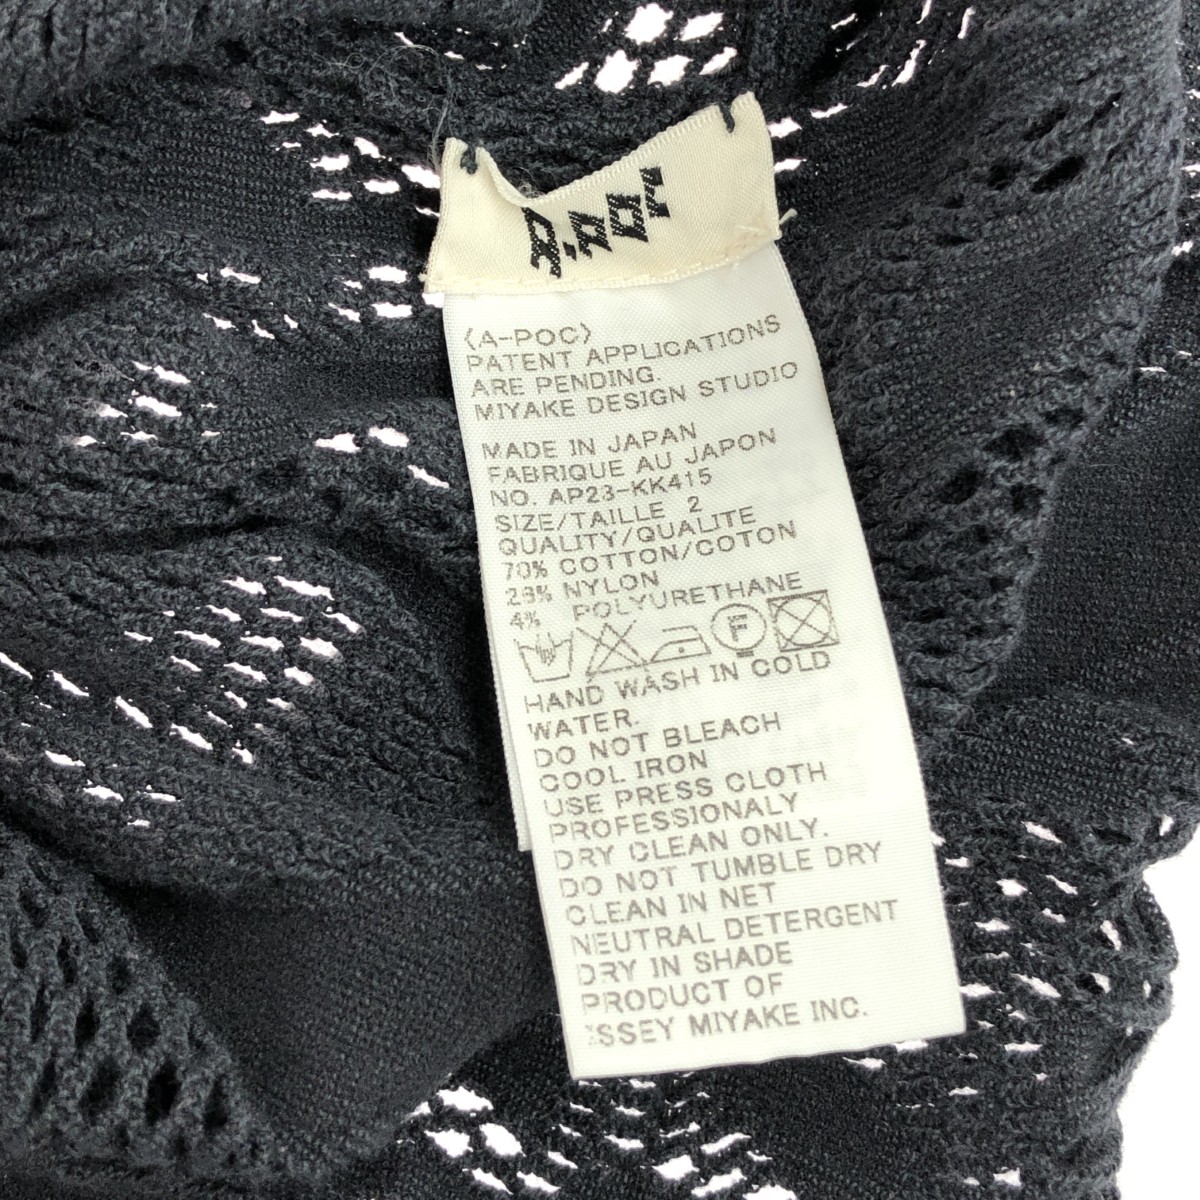 A.POC
〈A-POC〉
PATENT APPLICATIONS
ARE PENDING.
MIYAKE DESIGN STUDIO
MADE IN JAPAN
FABRIQUE AU JAPON
NO. AP23-KK415
SIZE/TAILLE 2
QUALITY/QUALITE
70% COTTON/COTON
26% NYLON
4% POLYURETHANE
F
HAND WASH IN COLD
WATER.
DO NOT BLEACH
COOL IRON
USE PRESS CLOTH
PROFESSIONALY
DRY CLEAN ONLY.
DO NOT TUMBLE DRY
CLEAN IN NET
NEUTRAL DETERGENT
DRY IN SHADE
PRODUCT OF
ISSEY MIYAKE INC.